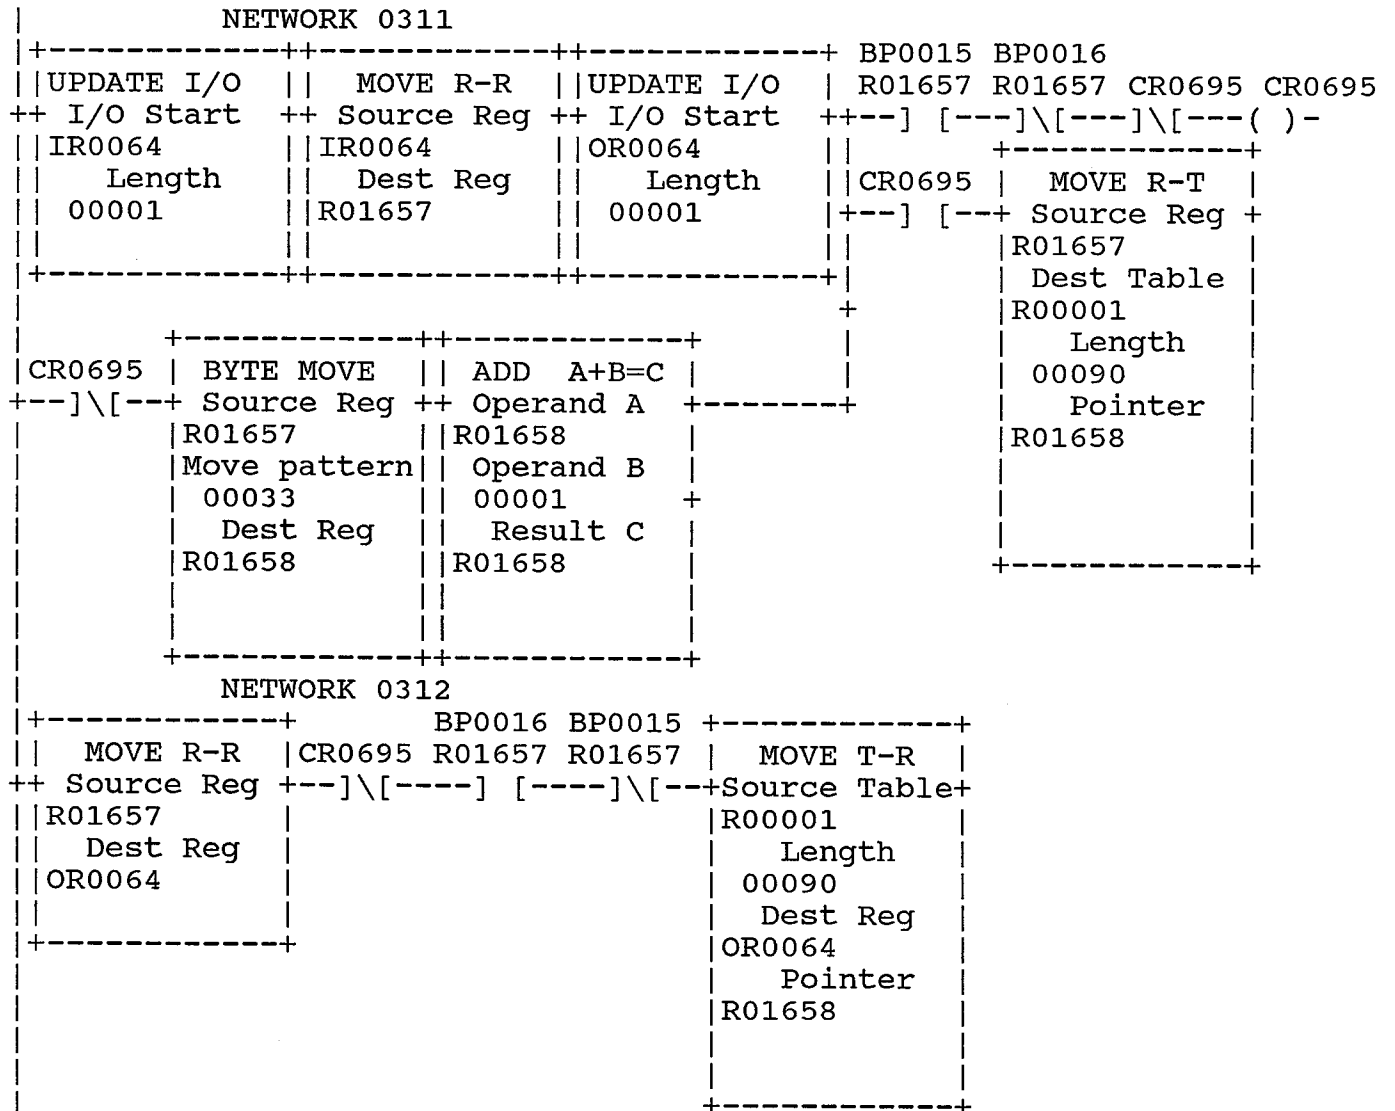 NETWORK 0311
BP0015 BP0016
UPDATE I/O MOVE R-R UPDATE I/O R01657 R01657 CR0695 CR0695
I/O Start Source Reg I/O Start ++--] [---]\[---]\[---( )-
IR0064 IR0064 OR0064
Length Dest Reg Length CR0695 MOVE R-T
00001 R01657 00001 +--] [--+ Source Reg +
R01657
Dest Table
R00001
Length
CR0695 BYTE MOVE ADD A+B=C 00090
+--]\[--+ Source Reg ++ Operand A +-------+ Pointer
R01657 R01658 R01658
Move pattern Operand B
00033 00001
Dest Reg Result C
R01658 R01658
NETWORK 0312
BP0016 BP0015
MOVE R-R CR0695 R01657 R01657 MOVE T-R
++ Source Reg +--]\[----] [----]\[--+Source Table+
R01657 R00001
Dest Reg Length
OR0064 00090
Dest Reg
OR0064
Pointer
R01658